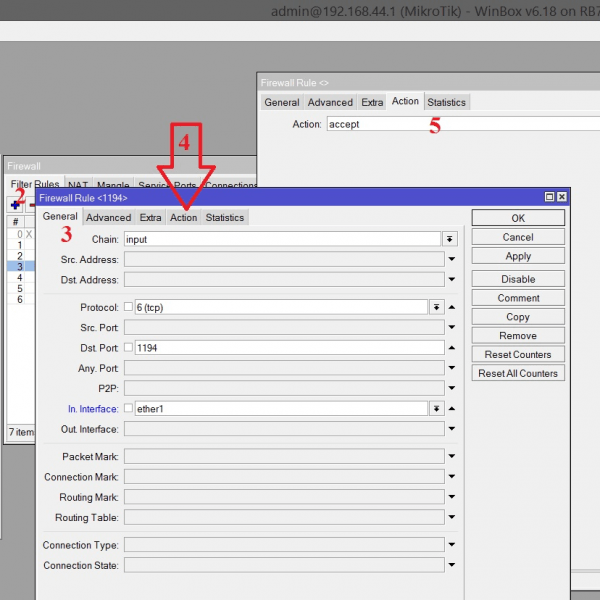 admin@192.168.44.1 (MikroTik) - WinBox v6.18 on RB7
Firewall Rule <>
General Advanced Extra Action Statistics
Action: accept
5
4
Firewall
Filter Rules NAT Mangle Service Ports Connections
2
#
0 X
1
2
3
4
5
6
7 item
Firewall Rule <1194>
General Advanced Extra Action Statistics
3
Chain: input
Src. Address:
Dst. Address:
Protocol: 6 (tcp)
Src. Port:
Dst. Port: 1194
Any. Port:
P2P:
In. Interface: ether1
Out. Interface:
Packet Mark:
Connection Mark:
Routing Mark:
Routing Table:
Connection Type:
Connection State:
OK
Cancel
Apply
Disable
Comment
Copy
Remove
Reset Counters
Reset All Counters